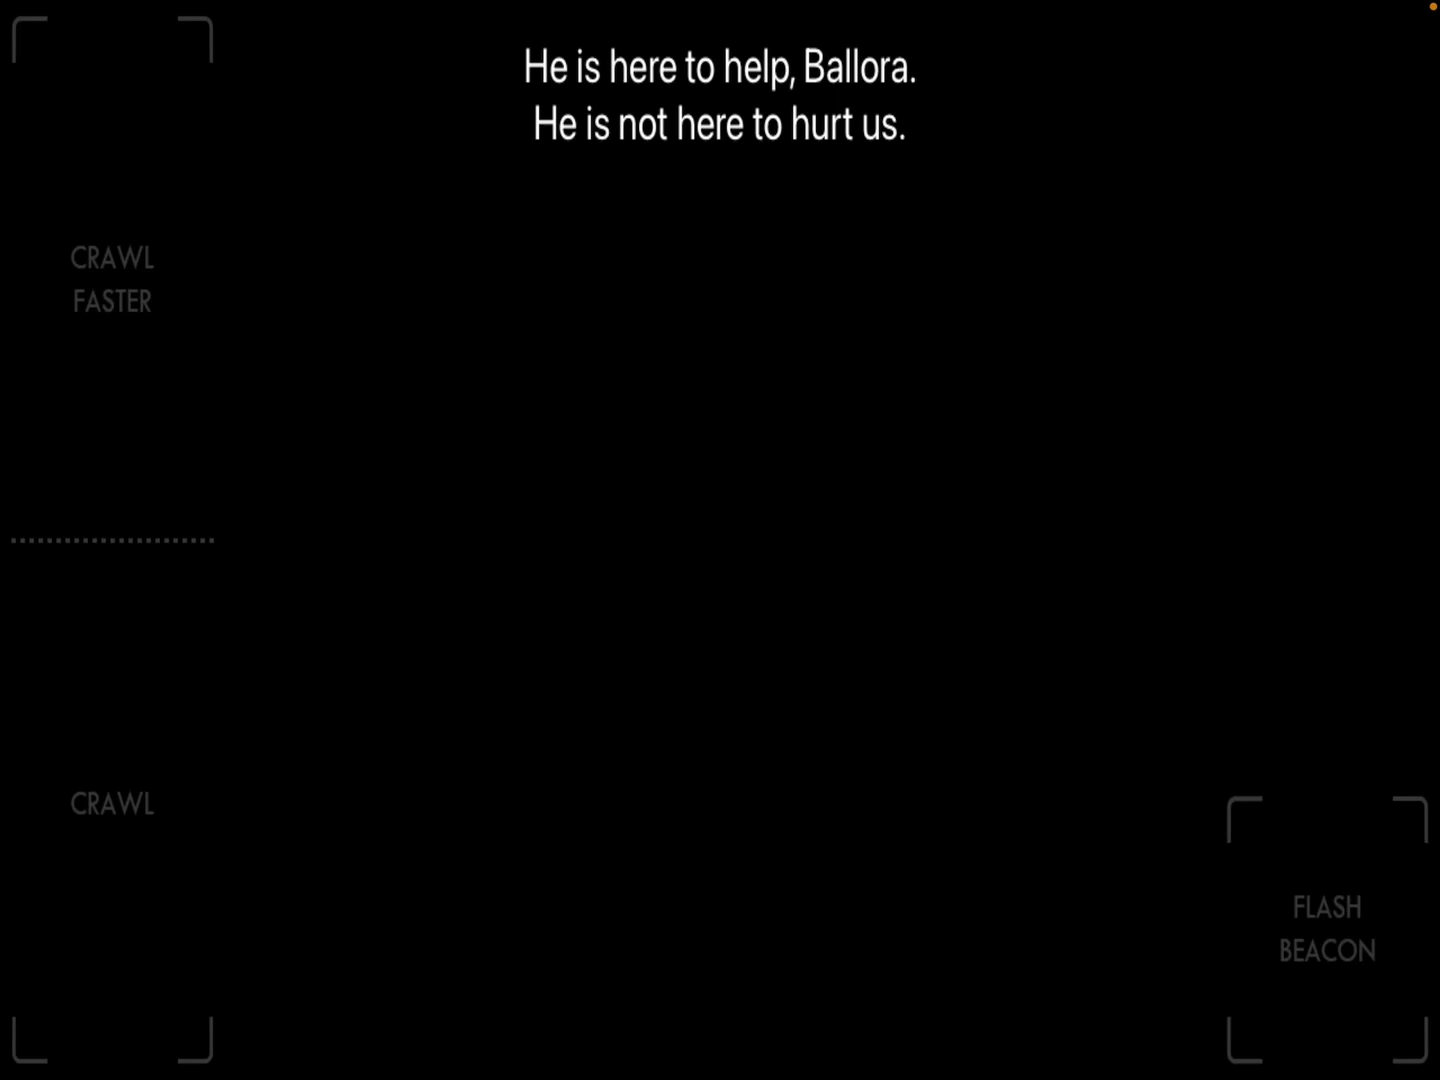 He is here to help, Ballora.
He is not here to hurt us.
CRAWL
FASTER
CRAWL
FLASH
BEACON